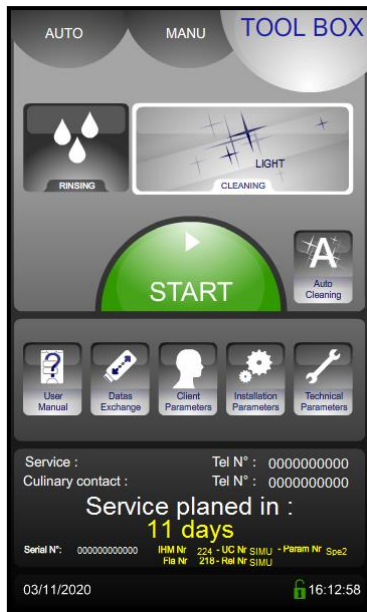 AUTO MANU TOOL BOX
LIGHT
RINSING CLEANING
START
A
Auto
Cleaning
?
User
Manual
Datas
Exchange
Client
Parameters
Installation
Parameters
Technical
Parameters
Service : Tel N° : 0000000000
Culinary contact : Tel N° : 0000000000
Service planed in :
11 days
Serial N°: 000000000000 IHM Nr 224 - UC Nr SIMU - Param Nr Spe2
Fla Nr 218- Rel Nr SIMU
03/11/2020 16:12:58